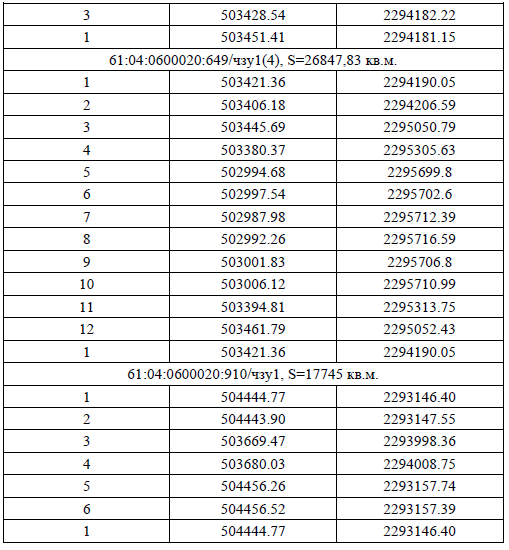 3 503428.54 2294182.22
1 503451.41 2294181.15
61:04:0600020:649/чзу1(4), S=26847,83 кв.м.
1 503421.36 2294190.05
2 503406.18 2294206.59
3 503445.69 2295050.79
4 503380.37 2295305.63
5 502994.68 2295699.8
6 502997.54 2295702.6
7 502987.98 2295712.39
8 502992.26 2295716.59
9 503001.83 2295706.8
10 503006.12 2295710.99
11 503394.81 2295313.75
12 503461.79 2295052.43
1 503421.36 2294190.05
61:04:0600020:910/чзу1, S=17745 кв.м.
1 504444.77 2293146.40
2 504443.90 2293147.55
3 503669.47 2293998.36
4 503680.03 2294008.75
5 504456.26 2293157.74
6 504456.52 2293157.39
1 504444.77 2293146.40